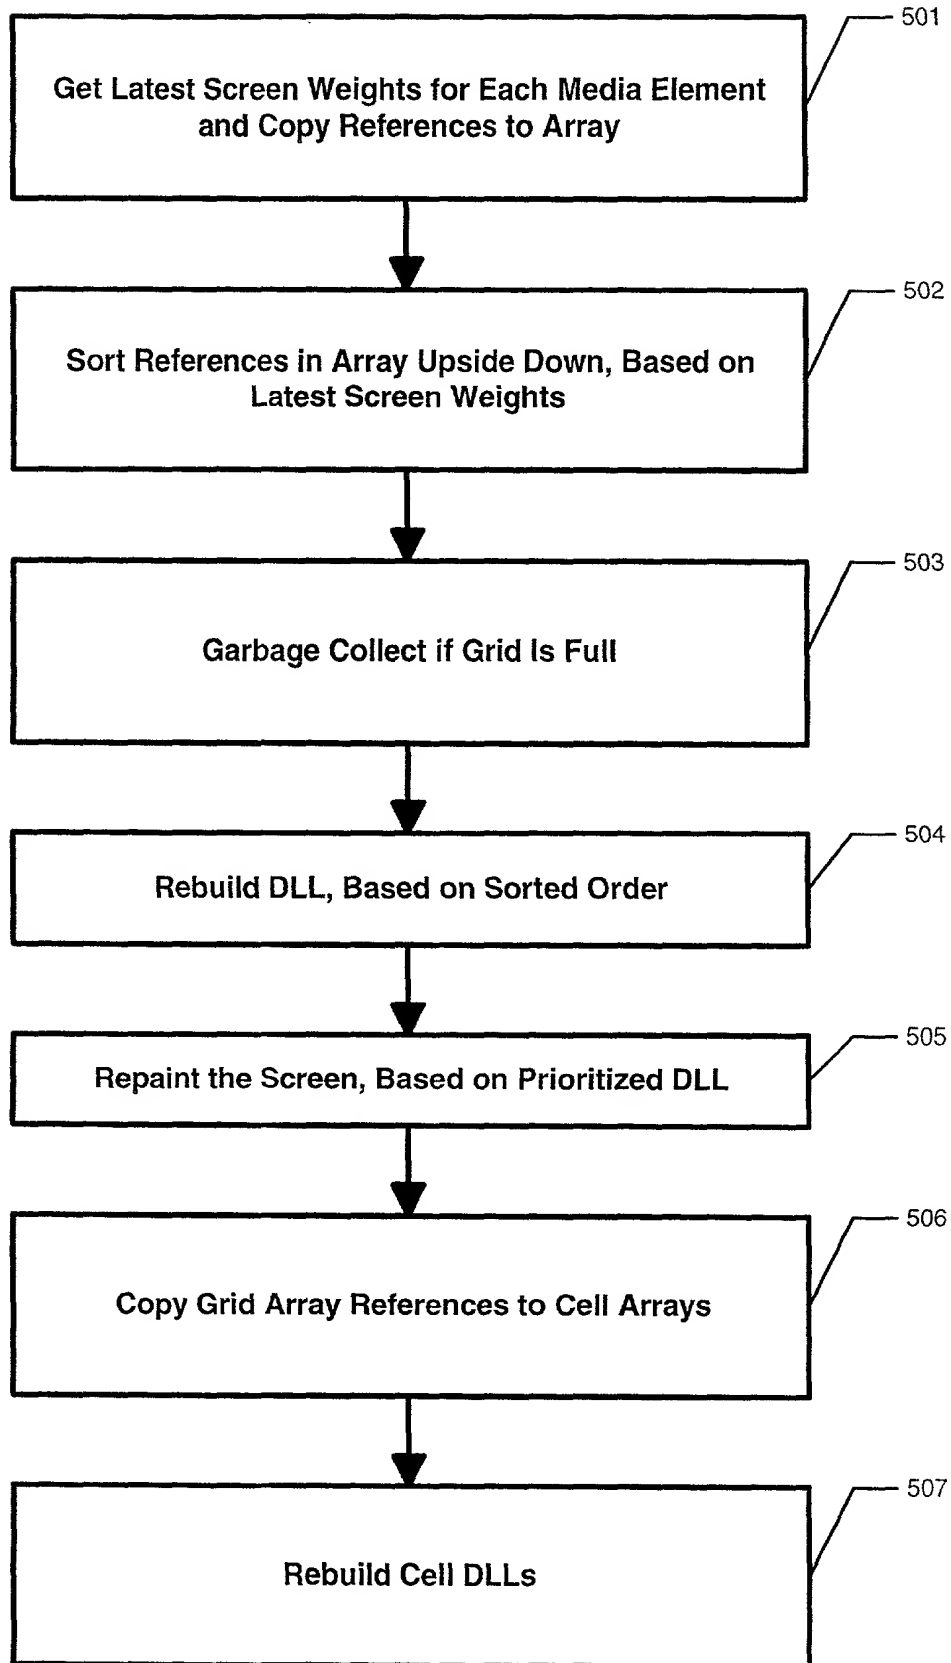 501
Get Latest Screen Weights for Each Media Element
and Copy References to Array
502
Sort References in Array Upside Down, Based on
Latest Screen Weights
503
Garbage Collect if Grid Is Full
504
Rebuild DLL, Based on Sorted Order
505
Repaint the Screen, Based on Prioritized DLL
506
Copy Grid Array References to Cell Arrays
507
Rebuild Cell DLLs